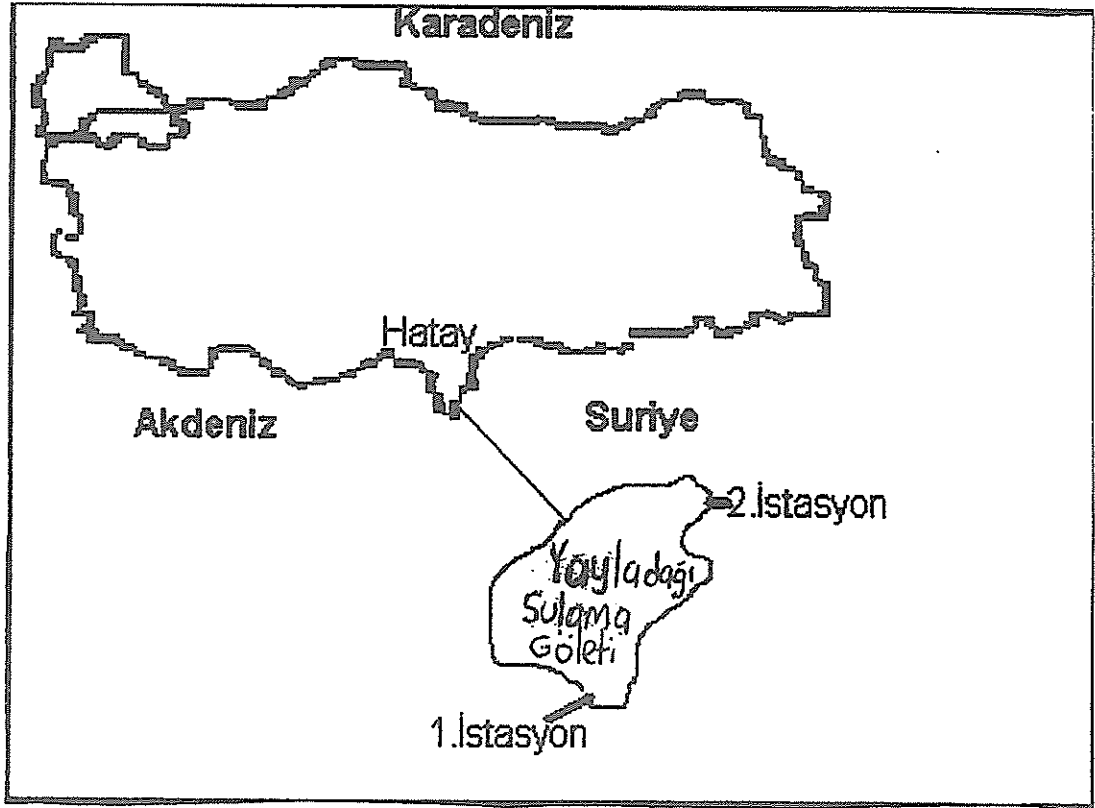 Karadeniz
Hatay
Akdeniz
Suriye
2.İstasyon
Yayladağı
Sulama
Göleti
1.İstasyon